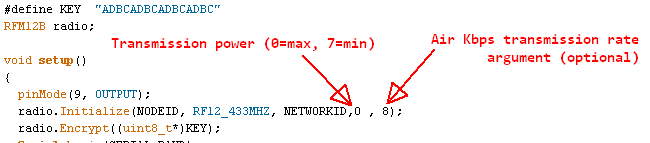 #define KEY  "ADBCADBCADBCADBC"
RFM12B radio;
Transmission power (0=max, 7=min)
Air Kbps transmission rate
argument (optional)
void setup()
{
  pinMode(9, OUTPUT);
  radio.Initialize(NODEID, RF12_433MHZ, NETWORKID,0 , 8);
  radio.Encrypt((uint8_t*)KEY);